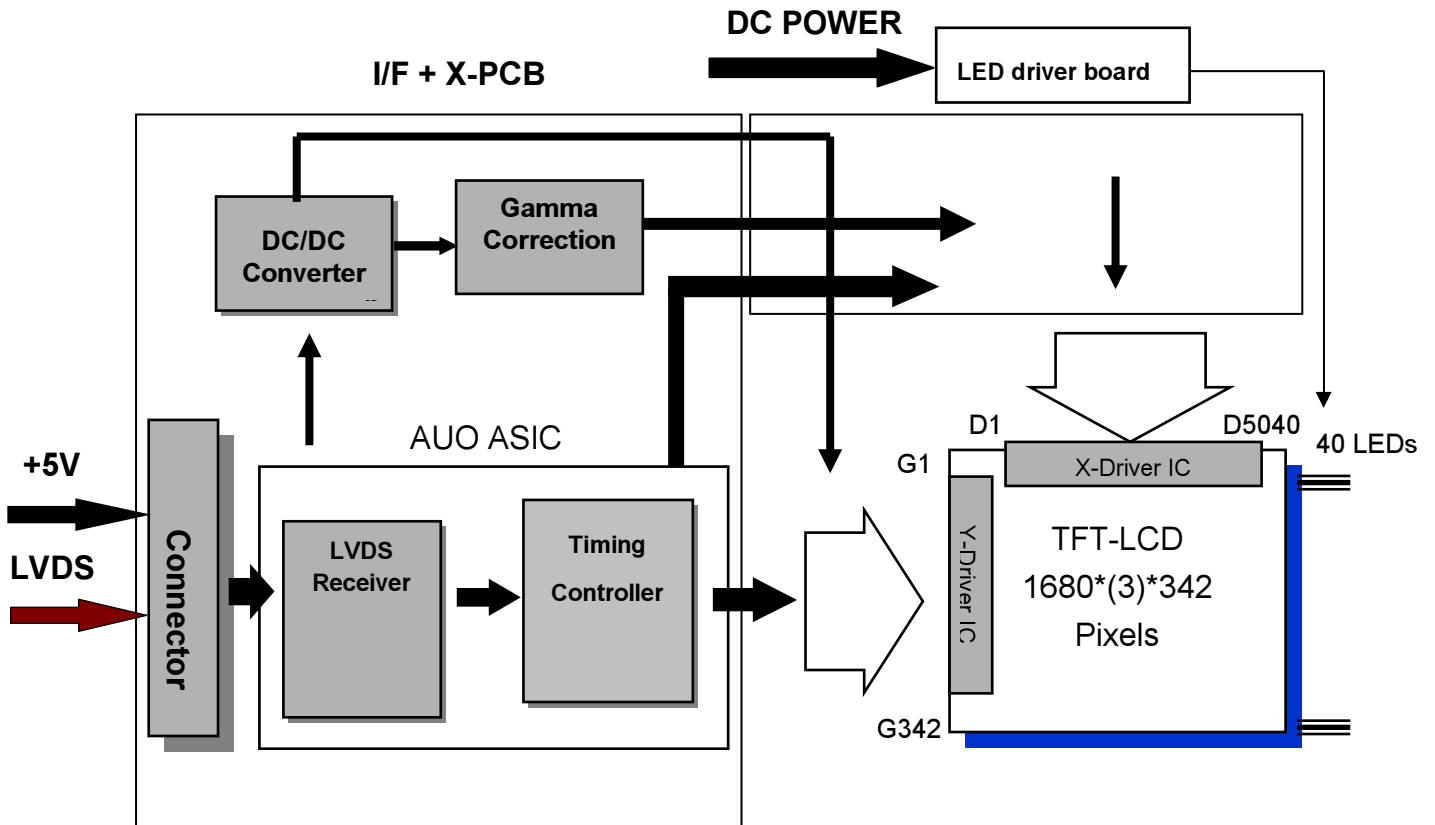 DC POWER
LED driver board
I/F + X-PCB
Gamma
Correction
DC/DC
Converter
--
AUO ASIC
D1
D5040
40 LEDs
+5V
G1
X-Driver IC
LVDS
Connector
LVDS
Receiver
Timing
Controller
Y-Driver IC
TFT-LCD
1680*(3)*342
Pixels
G342